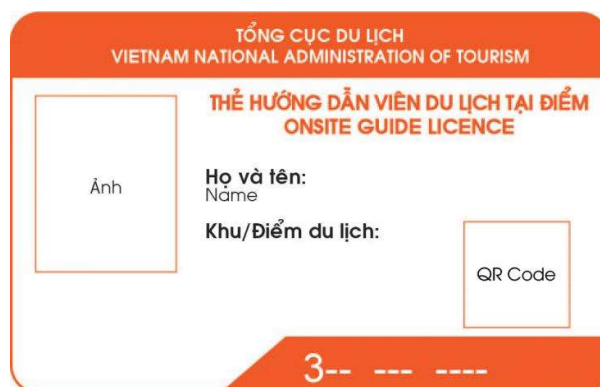 TỔNG CỤC DU LỊCH
VIETNAM NATIONAL ADMINISTRATION OF TOURISM
THẺ HƯỚNG DẪN VIÊN DU LỊCH TẠI ĐIỂM
ONSITE GUIDE LICENCE
Ảnh
Họ và tên:
Name
Khu/Điểm du lịch:
QR Code
3-- --- ----